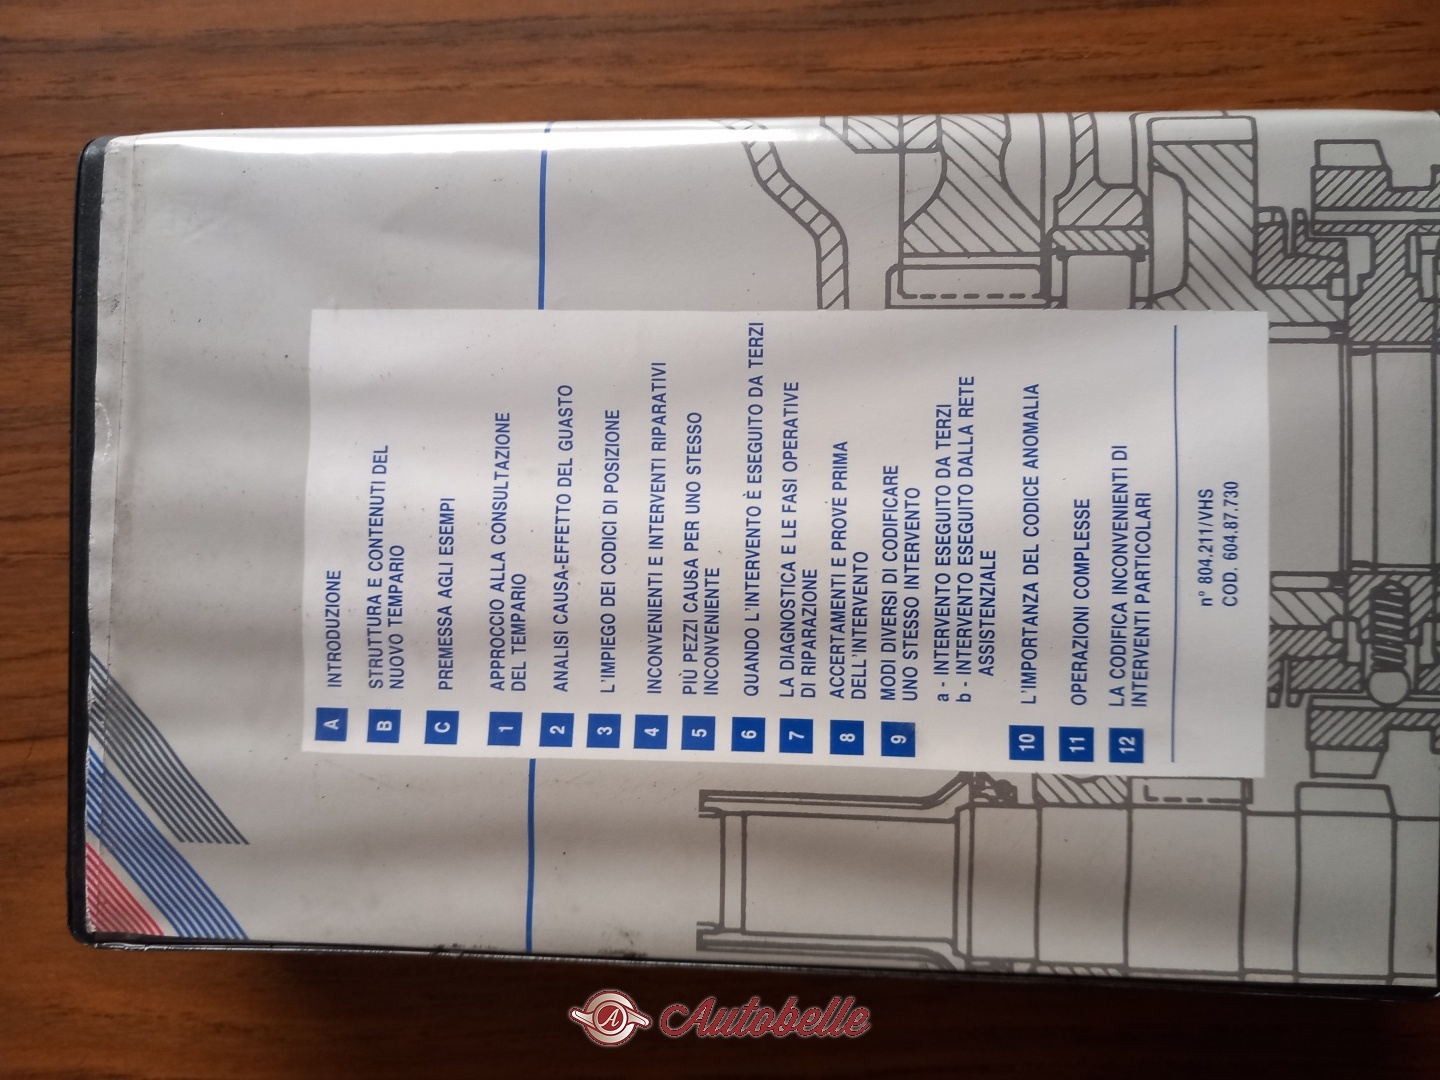 A INTRODUZIONE
B STRUTTURA E CONTENUTI DEL
NUOVO TEMPARIO
C PREMESSA AGLI ESEMPI
1 APPROCCIO ALLA CONSULTAZIONE
DEL TEMPARIO
2 ANALISI CAUSA-EFFETTO DEL GUASTO
3 L'IMPIEGO DEI CODICI DI POSIZIONE
4 INCONVENIENTI E INTERVENTI RIPARATIVI
5 PIÙ PEZZI CAUSA PER UNO STESSO
INCONVENIENTE
6 QUANDO L'INTERVENTO È ESEGUITO DA TERZI
7 LA DIAGNOSTICA E LE FASI OPERATIVE
DI RIPARAZIONE
8 ACCERTAMENTI E PROVE PRIMA
DELL'INTERVENTO
9 MODI DIVERSI DI CODIFICARE
UNO STESSO INTERVENTO
a - INTERVENTO ESEGUITO DA TERZI
b - INTERVENTO ESEGUITO DALLA RETE
ASSISTENZIALE
10 L'IMPORTANZA DEL CODICE ANOMALIA
11 OPERAZIONI COMPLESSE
12 LA CODIFICA INCONVENIENTI DI
INTERVENTI PARTICOLARI
n° 804.211/VHS
COD. 604.87.730
A Autobelle